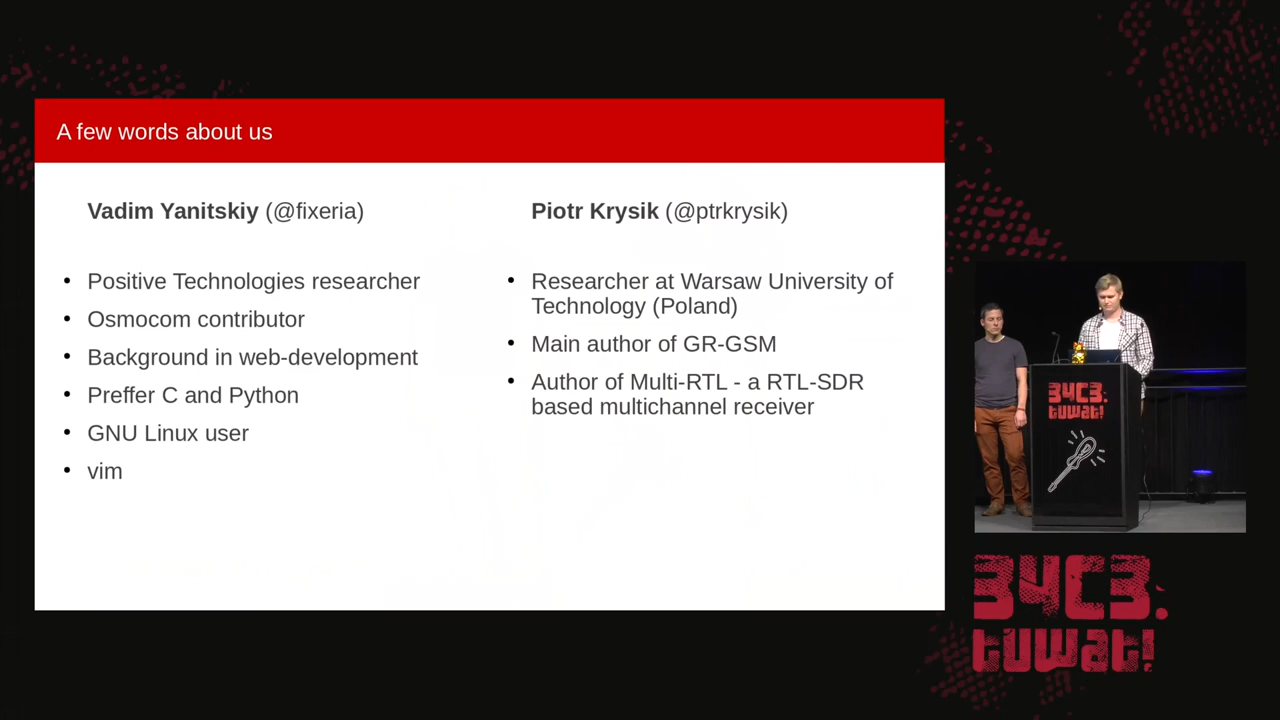 A few words about us
Vadim Yanitskiy (@fixeria)
• Positive Technologies researcher
• Osmocom contributor
• Background in web-development
• Preffer C and Python
• GNU Linux user
• vim
Piotr Krysik (@ptrkrysik)
• Researcher at Warsaw University of
Technology (Poland)
• Main author of GR-GSM
• Author of Multi-RTL - a RTL-SDR
based multichannel receiver
34C3.
tuwat!
34C3.
tuwat!